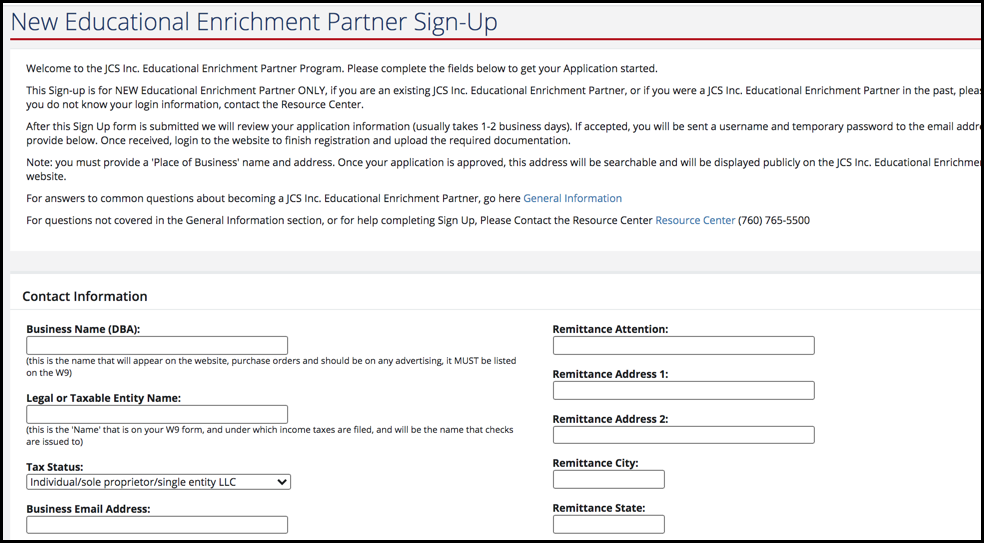 New Educational Enrichment Partner Sign-Up
Welcome to the JCS Inc. Educational Enrichment Partner Program. Please complete the fields below to get your Application started.
This Sign-up is for NEW Educational Enrichment Partner ONLY, if you are an existing JCS Inc. Educational Enrichment Partner, or if you were a JCS Inc. Educational Enrichment Partner in the past,
you do not know your login information, contact the Resource Center.
After this Sign Up form is submitted we will review your application information (usually takes 1-2 business days). If accepted, you will be sent a username and temporary password to the email
provide below. Once received, login to the website to finish registration and upload the required documentation.
Note: you must provide a 'Place of Business' name and address. Once your application is approved, this address will be searchable and will be displayed publicly on the JCS Inc. Educational
website.
For answers to common questions about becoming a JCS Inc. Educational Enrichment Partner, go here General Information
For questions not covered in the General Information section, or for help completing Sign Up, Please Contact the Resource Center Resource Center (760) 765-5500
Contact Information
Business Name (DBA):
(this is the name that will appear on the website, purchase orders and should be on any advertising, it MUST be listed
on the W9)
Legal or Taxable Entity Name:
(this is the 'Name' that is on your W9 form, and under which income taxes are filed, and will be the name that checks
are issued to)
Tax Status:
Individual/sole proprietor/single entity LLC
Business Email Address:
Remittance Attention:
Remittance Address 1:
Remittance Address 2:
Remittance City:
Remittance State: